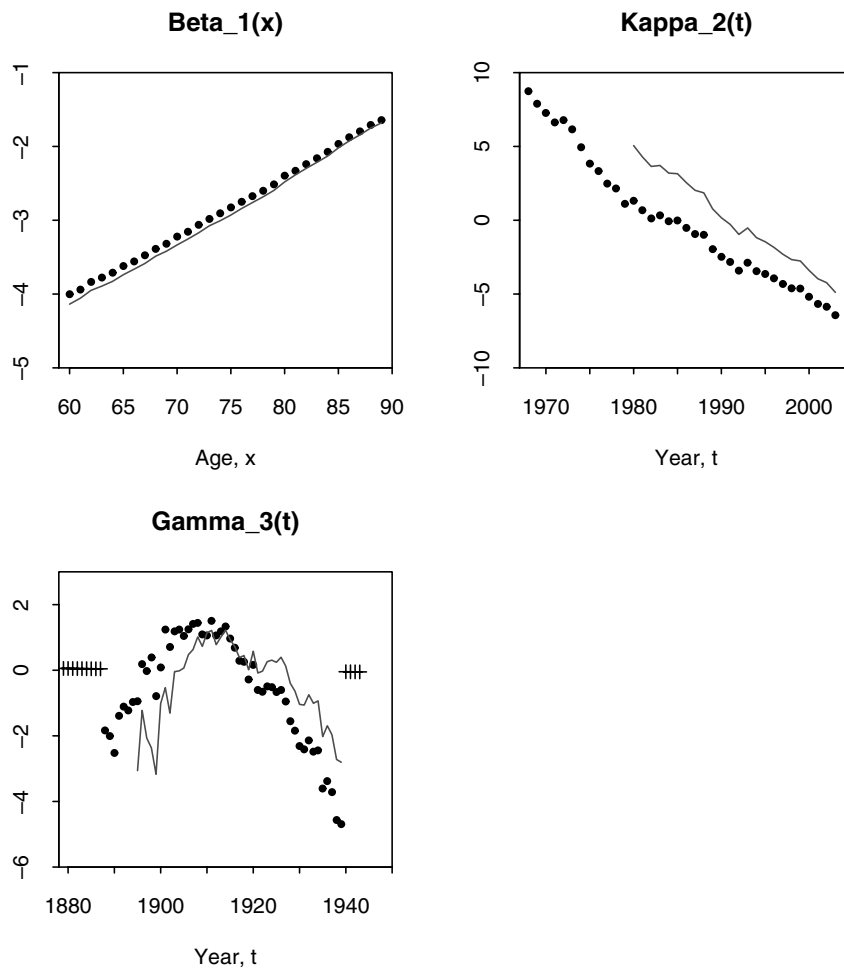 Beta_1(x)
−1
−2
−3
−4
−5
60 65 70 75 80 85 90
Age, x
Kappa_2(t)
10
5
0
−5
−10
1970 1980 1990 2000
Year, t
Gamma_3(t)
2
0
−2
−4
−6
1880 1900 1920 1940
Year, t